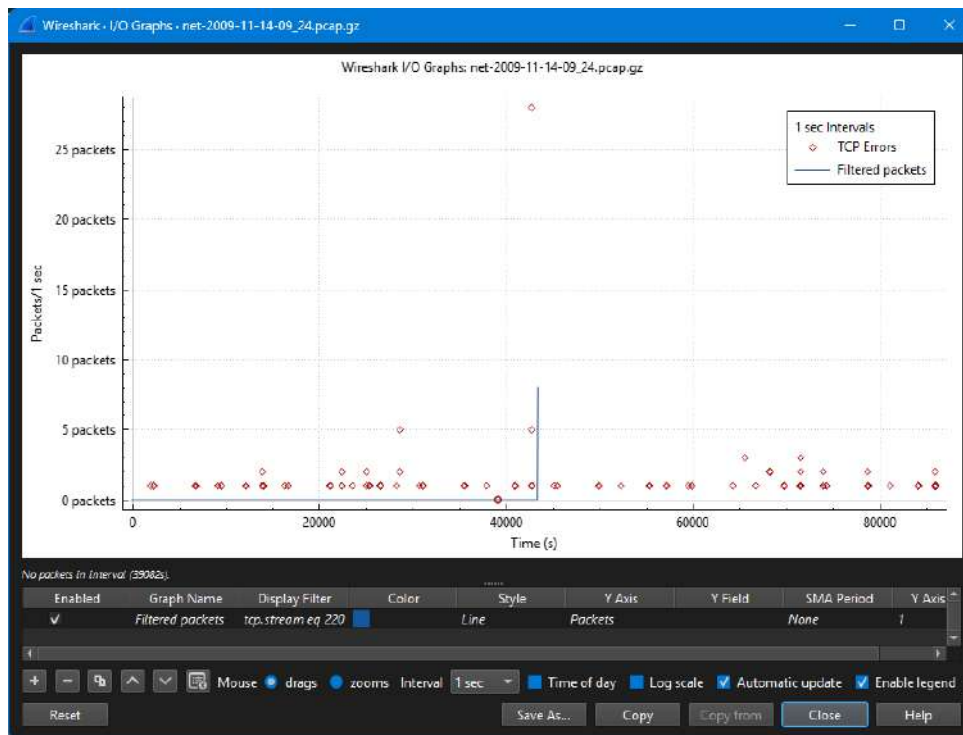 Wireshark · I/O Graphs · net-2009-11-14-09_24.pcap.gz
Wireshark I/O Graphs: net-2009-11-14-09_24.pcap.gz
1 sec Intervals
TCP Errors
Filtered packets
25 packets
20 packets
15 packets
10 packets
5 packets
0 packets
Packets/1 sec
0 20000 40000 60000 80000
Time (s)
No packets in interval (39082s).
Enabled Graph Name Display Filter Color Style Y Axis Y Field SMA Period Y Axis
Filtered packets tcp.stream eq 220 Line Packets None 1
Mouse drags zooms Interval 1 sec Time of day Log scale Automatic update Enable legend
Reset Save As... Copy Copy from Close Help